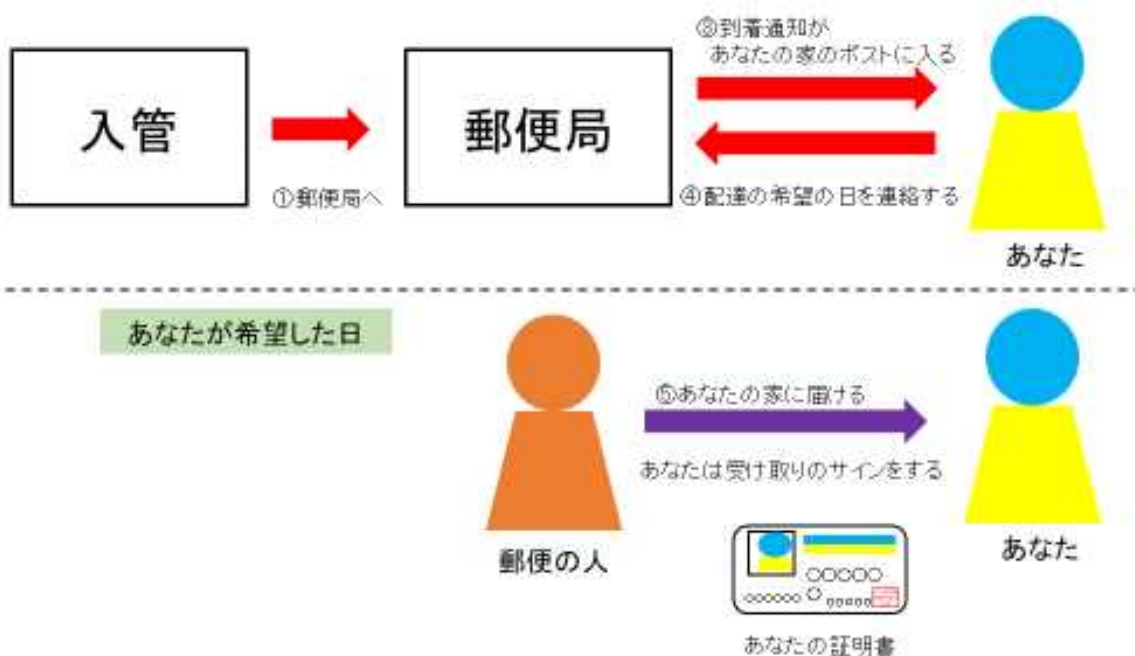 入管
①郵便局へ
郵便局
③到着通知が
あなたの家のポストに入る
④配達の希望の日を連絡する
あなた
あなたが希望した日
⑤あなたの家に届ける
あなたは受け取りのサインをする
郵便の人
あなた
○○○○○
○○○○○○
○
○○○○○
あなたの証明書